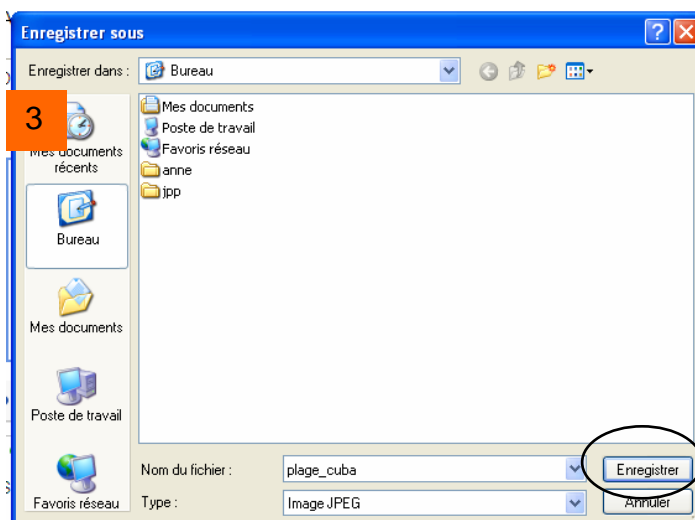 Enregistrer sous
Enregistrer dans :
Bureau
3
Mes documents
récents
Bureau
Mes documents
Poste de travail
Favoris réseau
Mes documents
Poste de travail
Favoris réseau
anne
jpp
Nom du fichier :
plage_cuba
Enregistrer
Type :
Image JPEG
Annuler